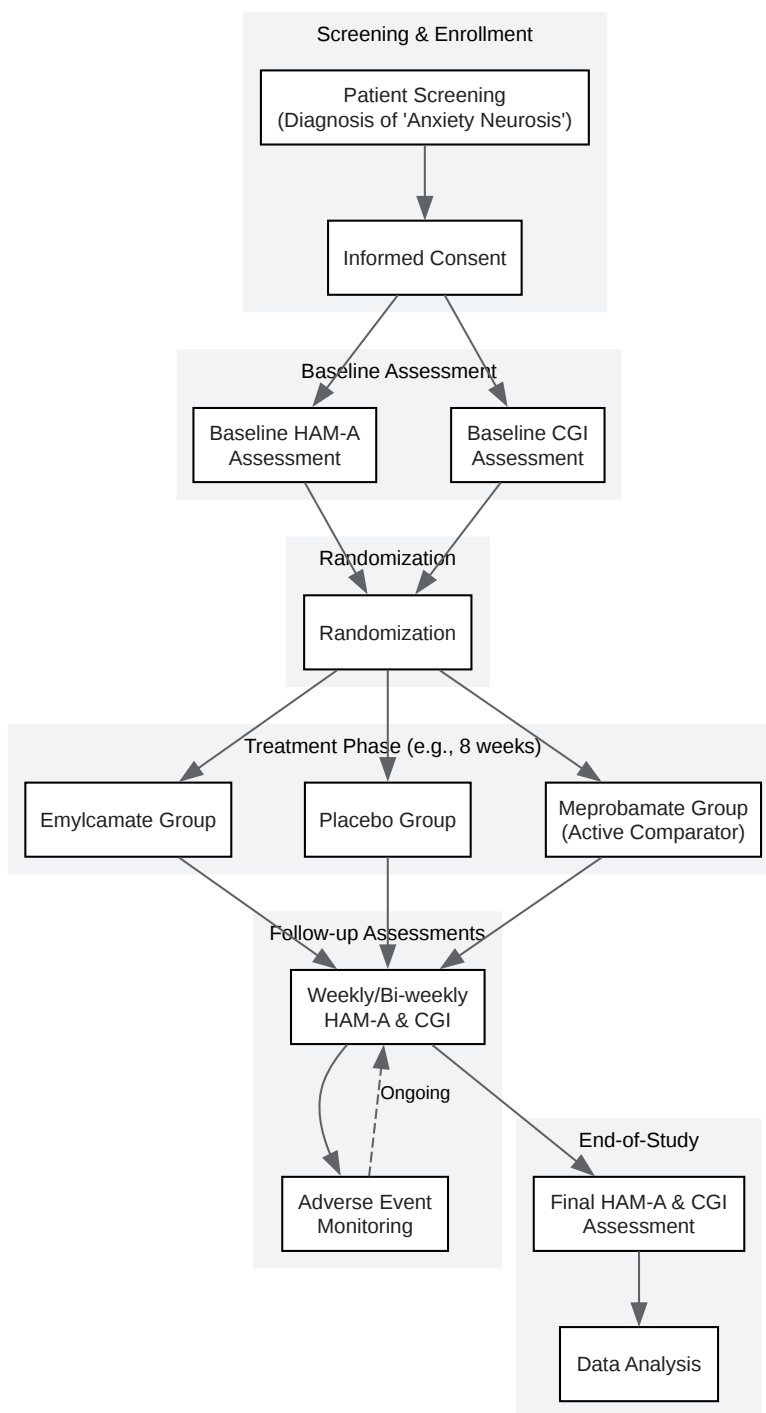 Screening & Enrollment
Patient Screening
(Diagnosis of 'Anxiety Neurosis')
Informed Consent
Baseline Assessment
Baseline HAM-A
Assessment
Baseline CGI
Assessment
Randomization
Randomization
Treatment Phase (e.g., 8 weeks)
Emylcamate Group
Placebo Group
Meprobamate Group
(Active Comparator)
Follow-up Assessments
Weekly/Bi-weekly
HAM-A & CGI
Ongoing
Adverse Event
Monitoring
End-of-Study
Final HAM-A & CGI
Assessment
Data Analysis